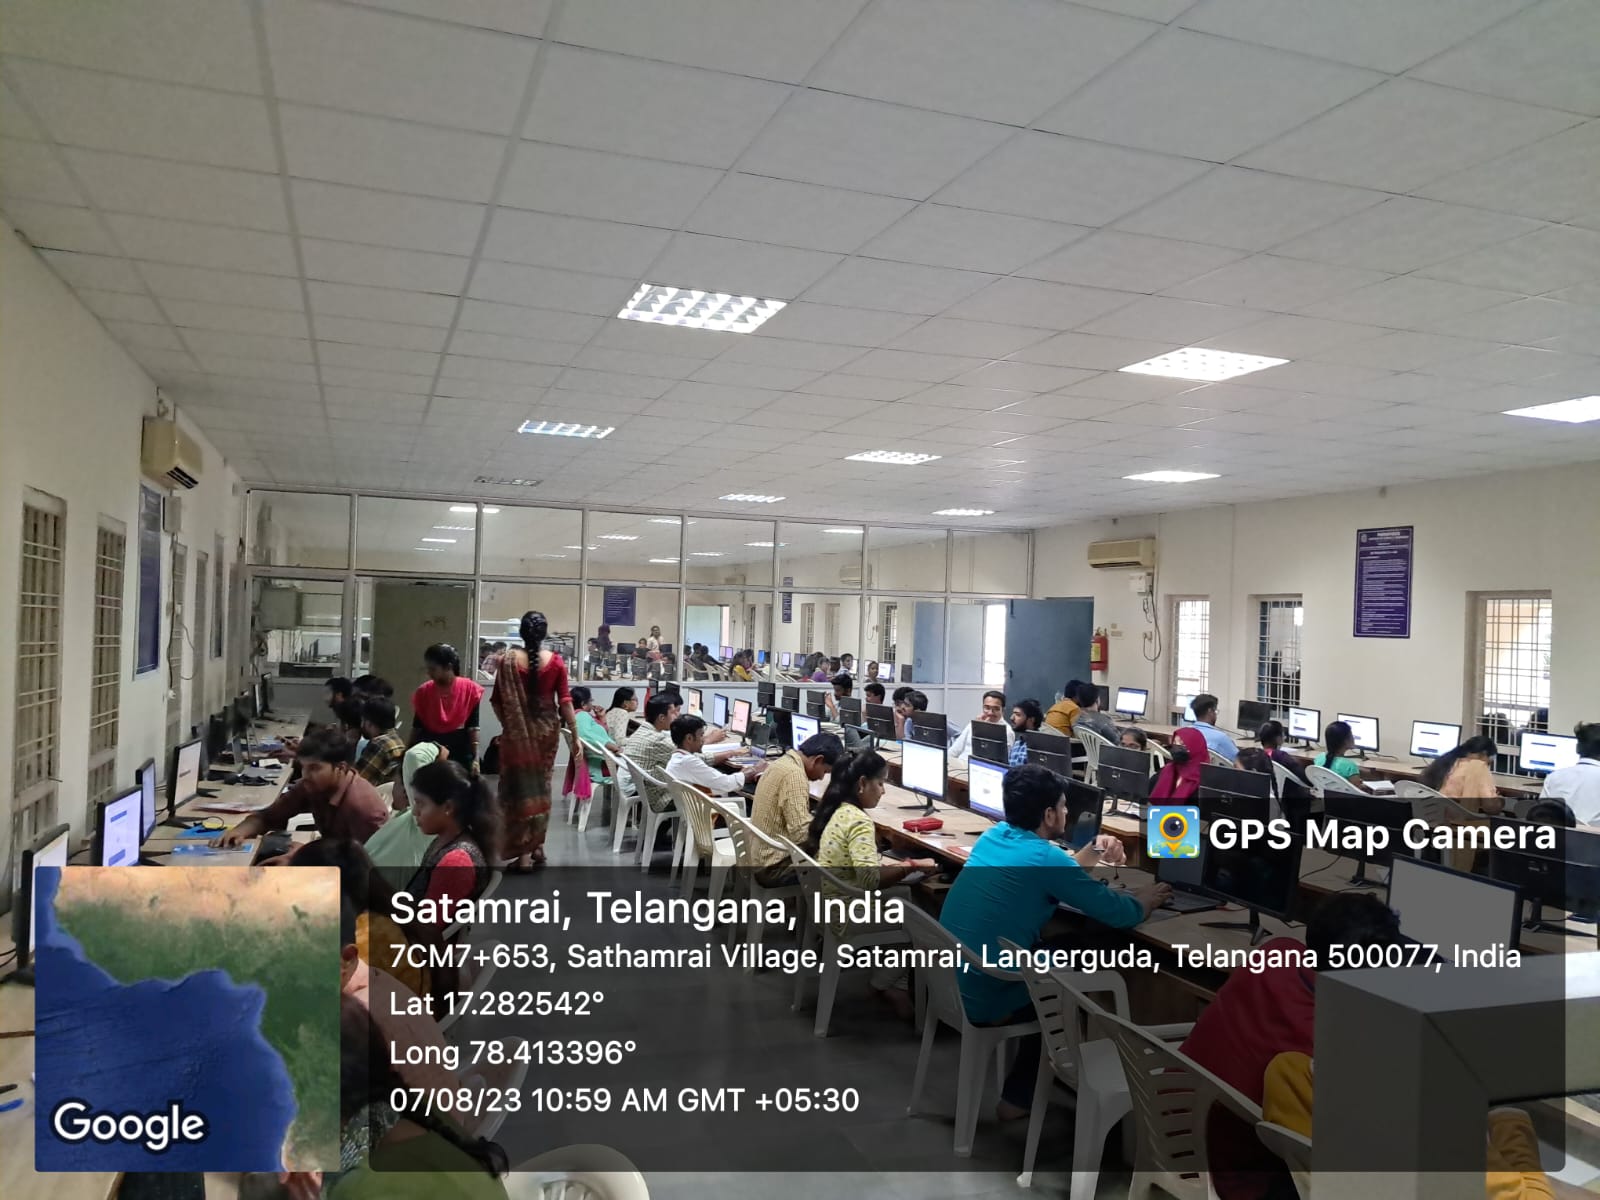 GPS Map Camera
Satamrai, Telangana, India
7CM7+653, Sathamrai Village, Satamrai, Langerguda, Telangana 500077, India
Lat 17.282542°
Long 78.413396°
07/08/23 10:59 AM GMT +05:30
Google